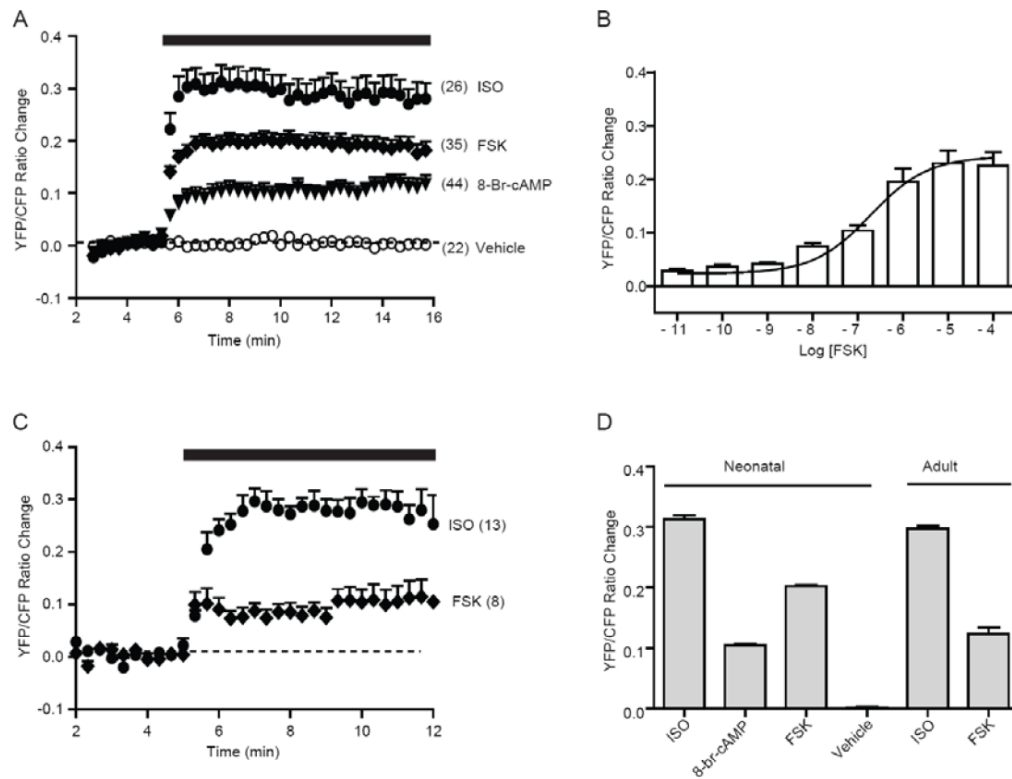 A
YFP/CFP Ratio Change
0.4
0.3
0.2
0.1
0.0
-0.1
(26) ISO
(35) FSK
(44) 8-Br-cAMP
(22) Vehicle
2 4 6 8 10 12 14 16
Time (min)
B
YFP/CFP Ratio Change
0.4
0.3
0.2
0.1
0.0
- 11 - 10 - 9 - 8 - 7 - 6 - 5 - 4
Log [FSK]
C
YFP/CFP Ratio Change
0.4
0.3
0.2
0.1
0.0
-0.1
ISO (13)
FSK (8)
2 4 6 8 10 12
Time (min)
D
Neonatal Adult
YFP/CFP Ratio Change
0.4
0.3
0.2
0.1
0.0
ISO 8-br-cAMP FSK Vehicle ISO FSK